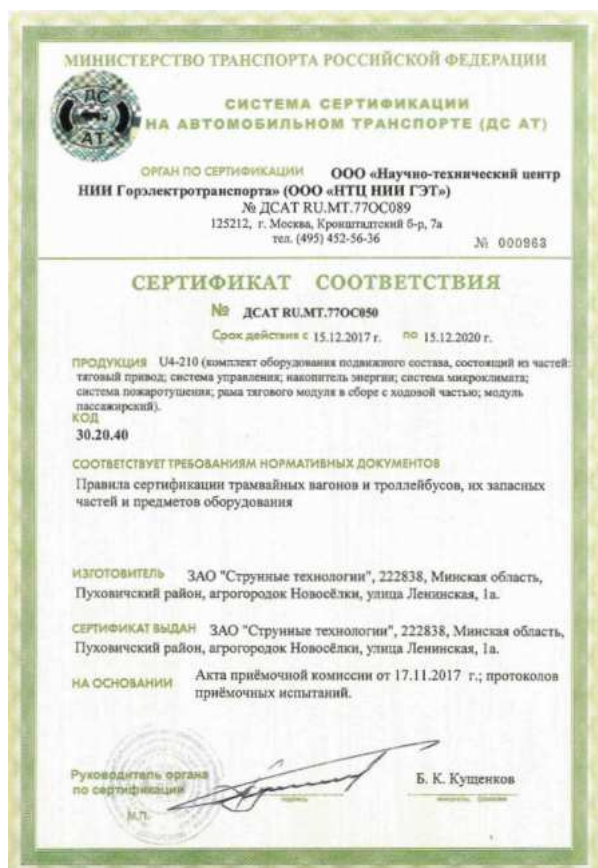 МИНИСТЕРСТВО ТРАНСПОРТА РОССИЙСКОЙ ФЕДЕРАЦИИ
ДС
АТ
СИСТЕМА СЕРТИФИКАЦИИ
НА АВТОМОБИЛЬНОМ ТРАНСПОРТЕ (ДС АТ)
ОРГАН ПО СЕРТИФИКАЦИИ ООО «Научно-технический центр
НИИ Горэлектротранспорта» (ООО «НТЦ НИИ ГЭТ»)
№ ДСАТ RU.МТ.77ОС089
125212, г. Москва, Кронштадтский б-р, 7а
тел. (495) 452-56-36
№ 000963
СЕРТИФИКАТ СООТВЕТСТВИЯ
№ ДСАТ RU.МТ.77ОС050
Срок действия с 15.12.2017 г. по 15.12.2020 г.
ПРОДУКЦИЯ U4-210 (комплект оборудования подвижного состава, состоящий из частей:
тяговый привод; система управления; накопитель энергии; система микроклимата;
система пожаротушения; рама тягового модуля в сборе с ходовой частью; модуль
пассажирский).
КОД
30.20.40
СООТВЕТСТВУЕТ ТРЕБОВАНИЯМ НОРМАТИВНЫХ ДОКУМЕНТОВ
Правила сертификации трамвайных вагонов и троллейбусов, их запасных
частей и предметов оборудования
ИЗГОТОВИТЕЛЬ ЗАО "Струнные технологии", 222838, Минская область,
Пуховичский район, агрогородок Новосёлки, улица Ленинская, 1а.
СЕРТИФИКАТ ВЫДАН ЗАО "Струнные технологии", 222838, Минская область,
Пуховичский район, агрогородок Новосёлки, улица Ленинская, 1а.
НА ОСНОВАНИИ Акта приёмочной комиссии от 17.11.2017 г.; протоколов
приёмочных испытаний.
Руководитель органа
по сертификации
Б. К. Кущенков
подпись
М.П.